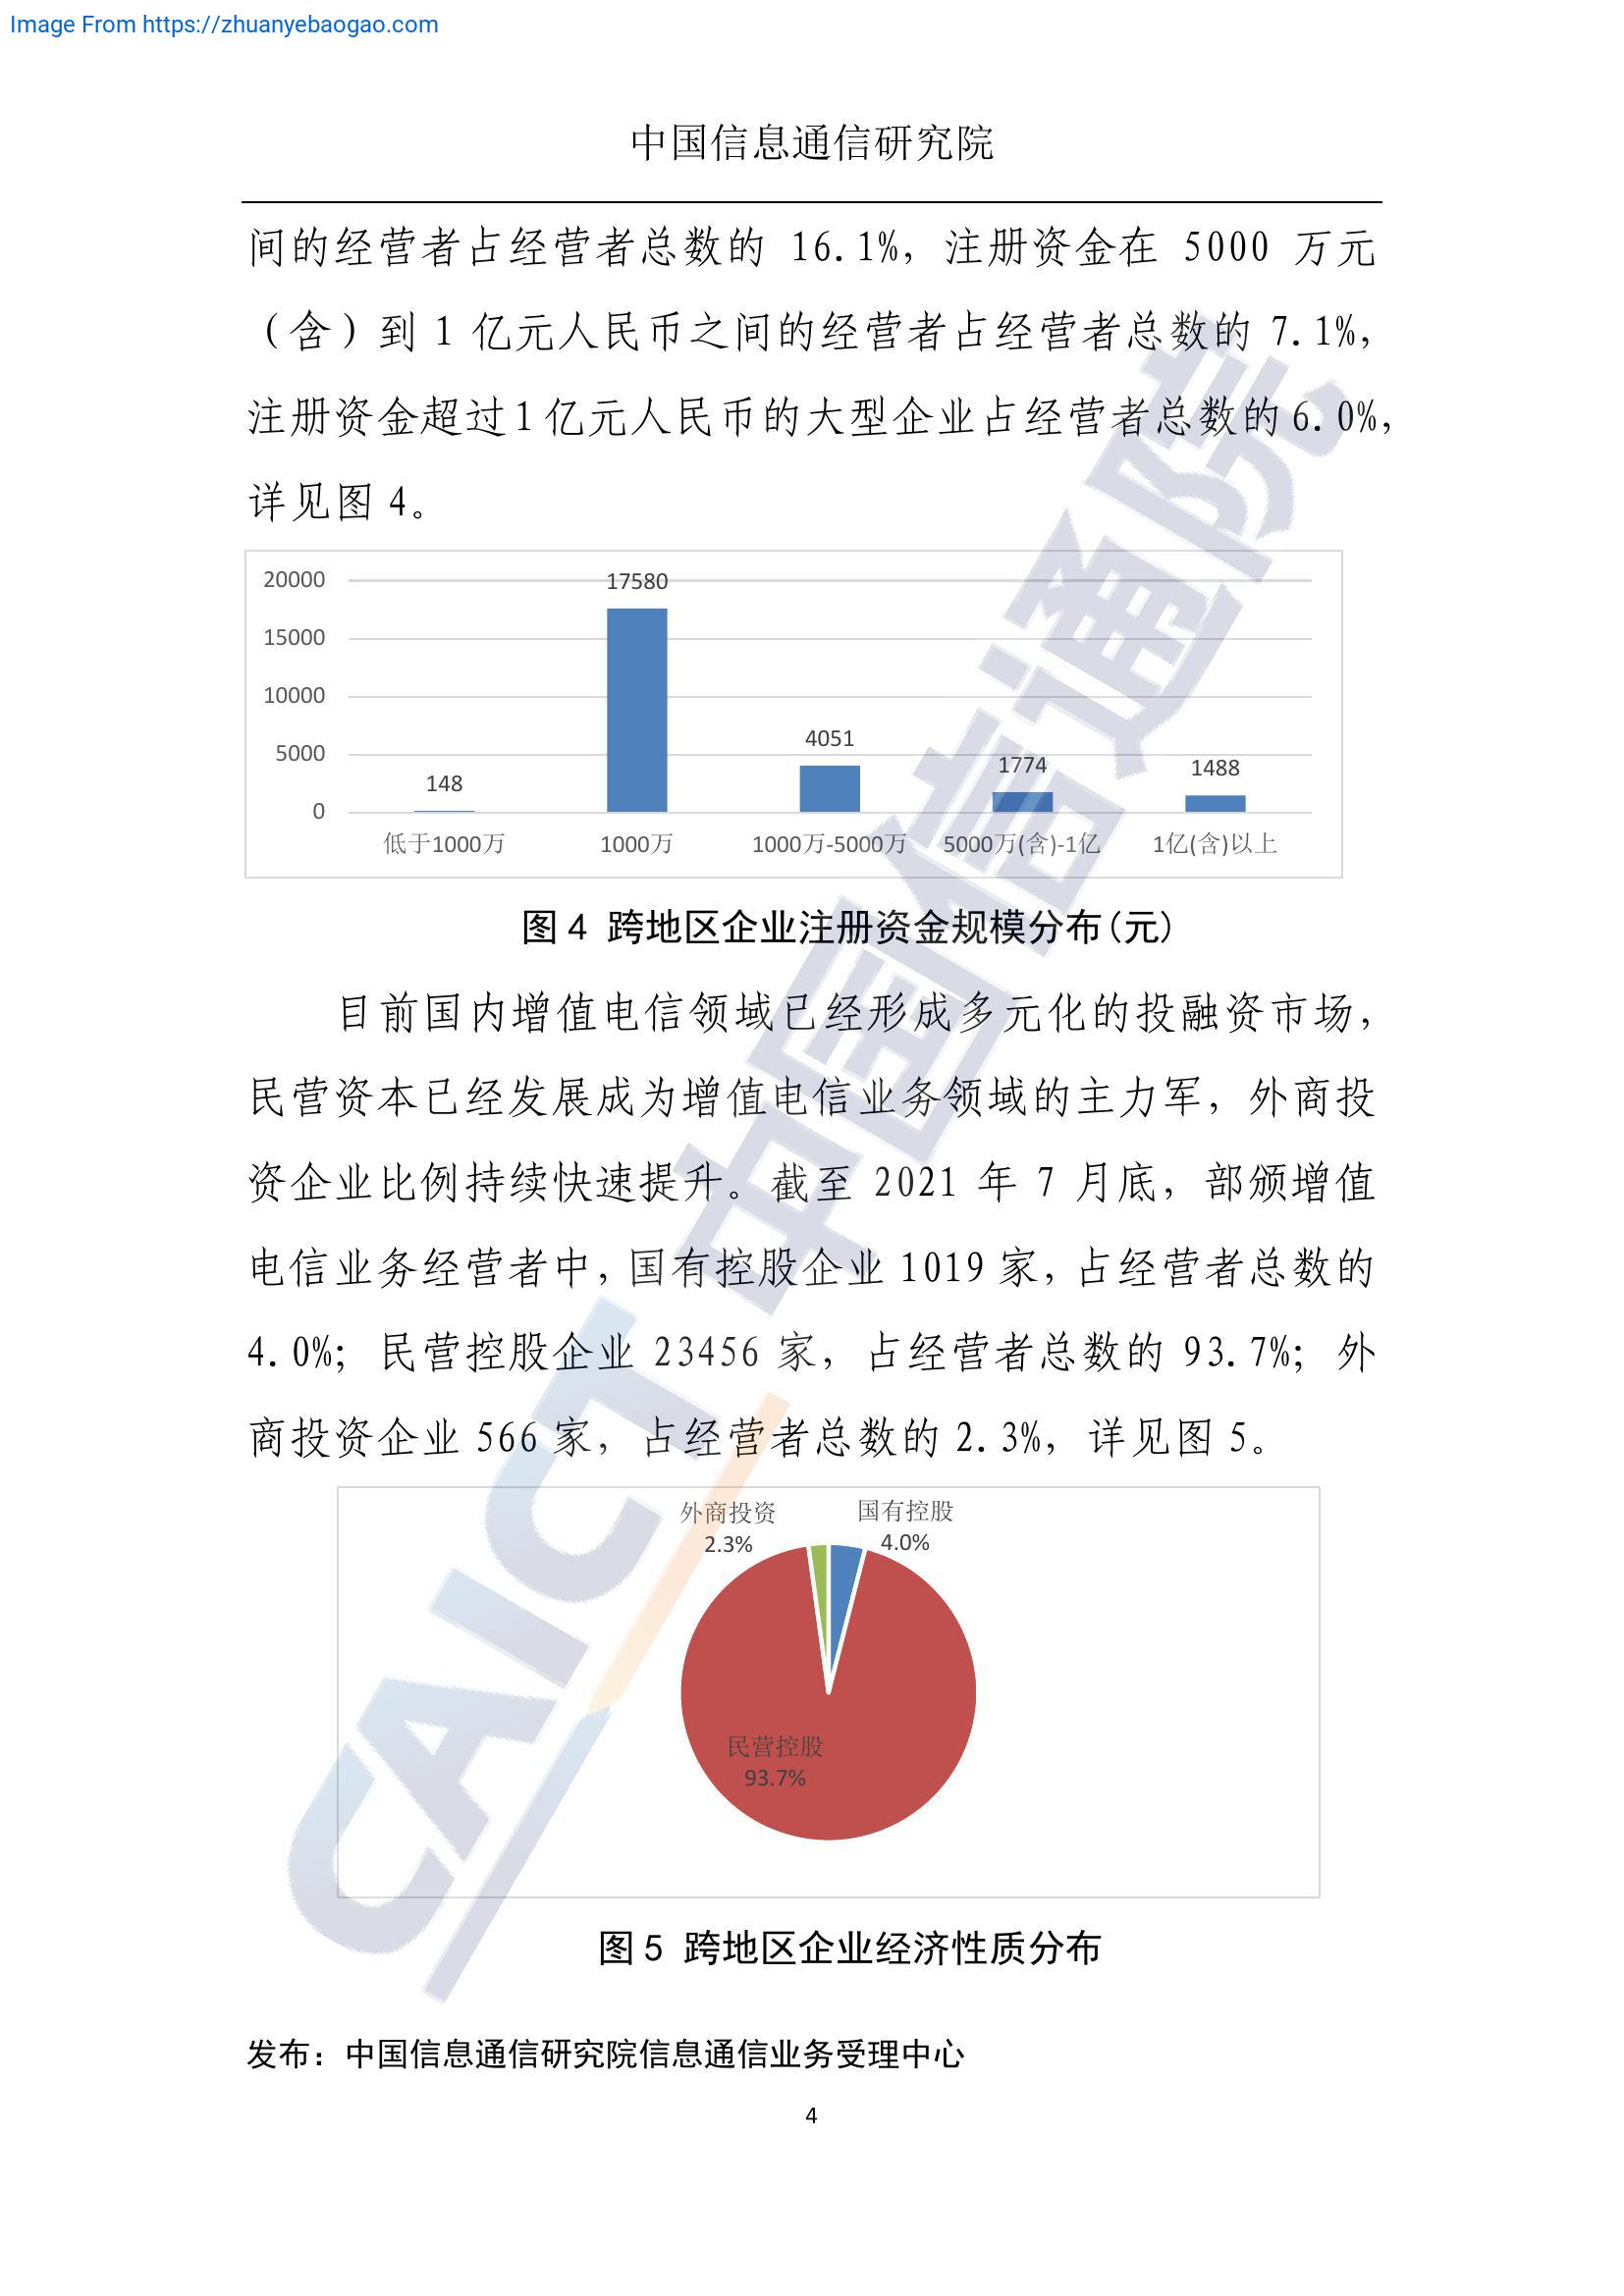 Image From https://zhuanyebaogao.com
中国信息通信研究院
间的经营者占经营者总数的 16.1%，注册资金在 5000 万元
（含）到 1 亿元人民币之间的经营者占经营者总数的 7.1%，
注册资金超过1亿元人民币的大型企业占经营者总数的6.0%，
详见图 4。
20000
15000
10000
5000
0
148
17580
4051
1774
1488
低于1000万
1000万
1000万-5000万
5000万(含)-1亿
1亿(含)以上
图 4 跨地区企业注册资金规模分布(元)
目前国内增值电信领域已经形成多元化的投融资市场，
民营资本已经发展成为增值电信业务领域的主力军，外商投
资企业比例持续快速提升。截至 2021 年 7 月底，部颁增值
电信业务经营者中，国有控股企业 1019 家，占经营者总数的
4.0%；民营控股企业 23456 家，占经营者总数的 93.7%；外
商投资企业 566 家，占经营者总数的 2.3%，详见图 5。
外商投资
2.3%
国有控股
4.0%
民营控股
93.7%
图 5 跨地区企业经济性质分布
发布：中国信息通信研究院信息通信业务受理中心
4
CAICT 中国信通院